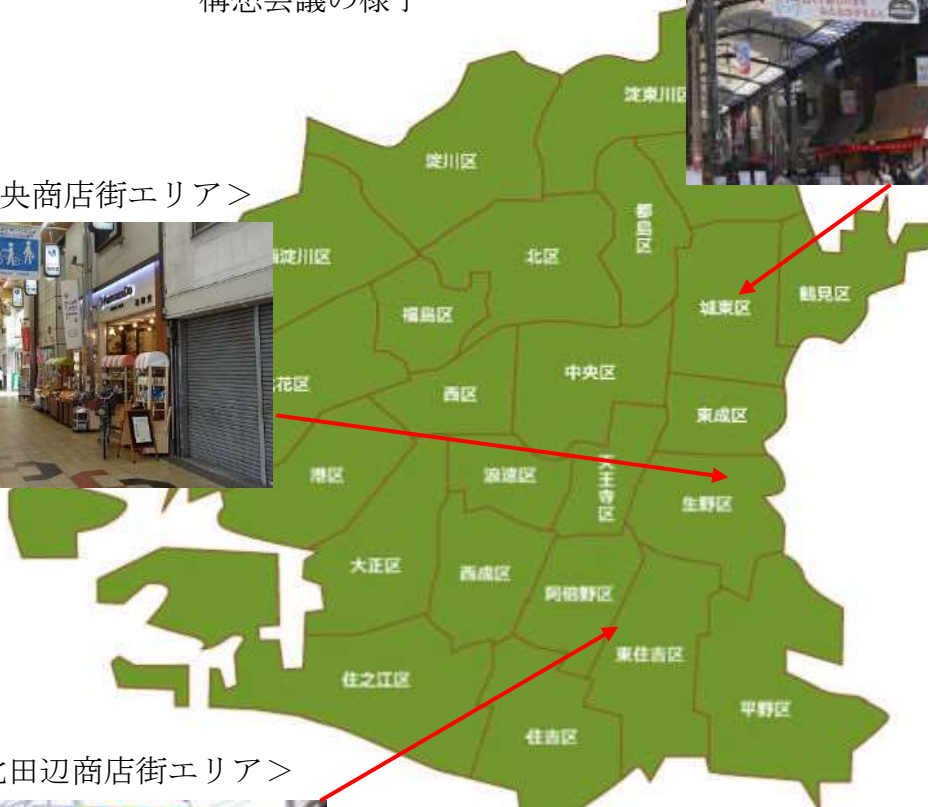 構想会議の様子
淀東川区
淀川区
央商店街エリア＞
都島区
淀川区
北区
鶴見区
城東区
福島区
中央区
花区
西区
東成区
港区
浪速区
天王寺区
生野区
大正区
西成区
阿倍野区
東住吉区
住之江区
平野区
住吉区
北田辺商店街エリア＞